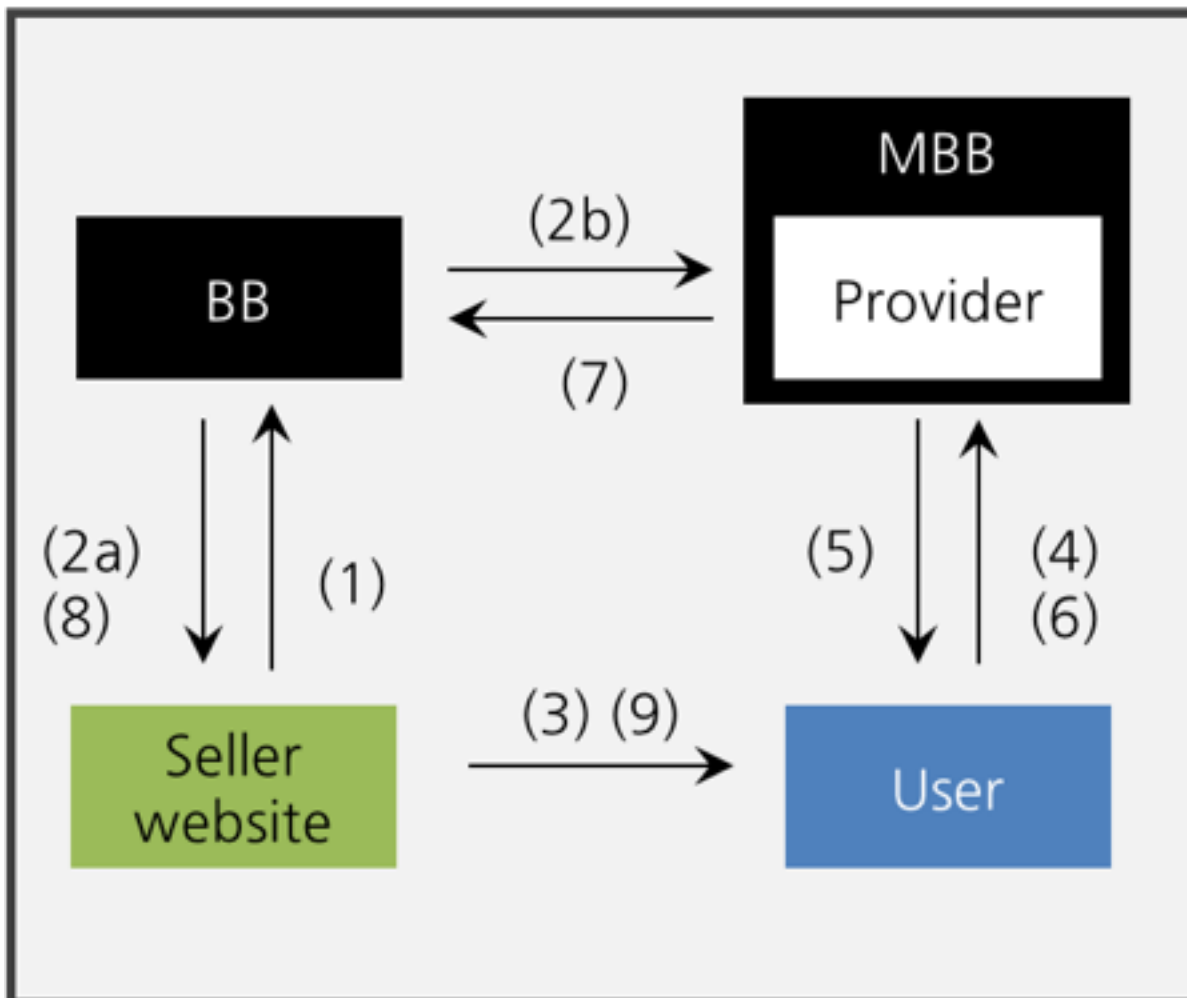 MBB
(2b)
BB
Provider
(7)
(2a)
(8)
(1)
(5)
(4)
(6)
(3) (9)
Seller
website
User